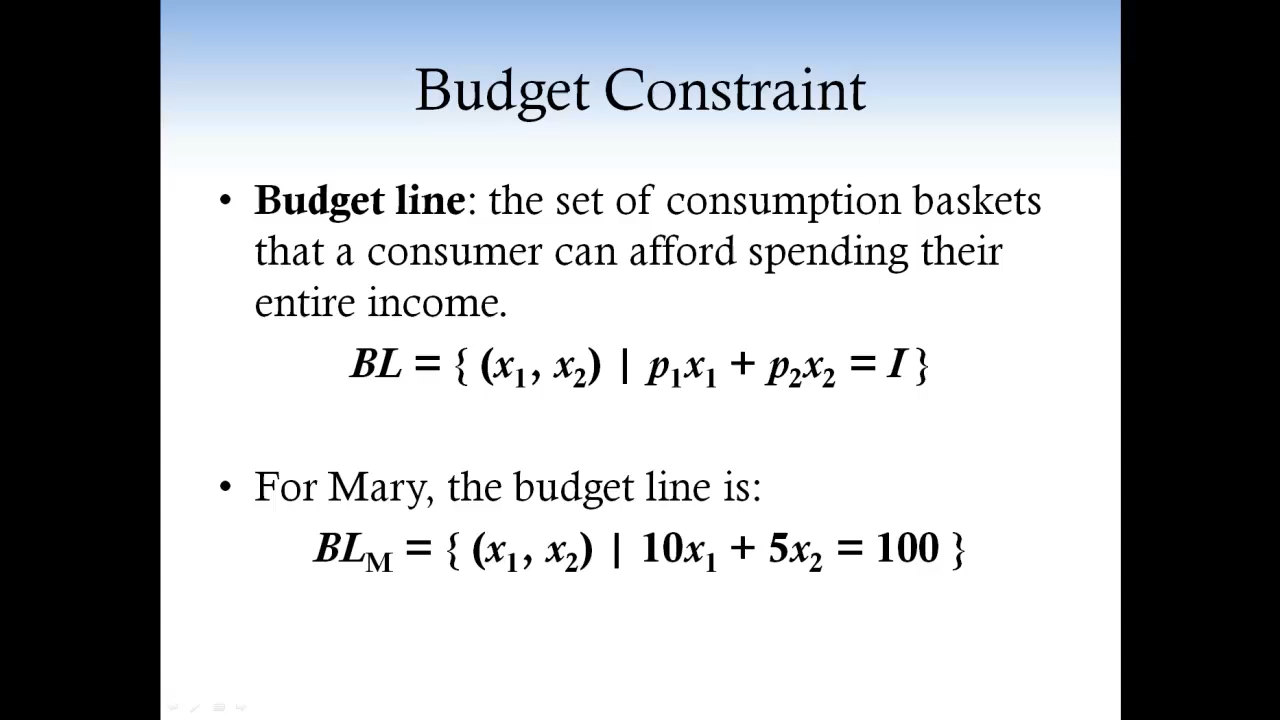 Budget Constraint
• Budget line: the set of consumption baskets
that a consumer can afford spending their
entire income.
BL = { (x₁, x₂) | p₁x₁ + p₂x₂ = I }
• For Mary, the budget line is:
BL_M = { (x₁, x₂) | 10x₁ + 5x₂ = 100 }